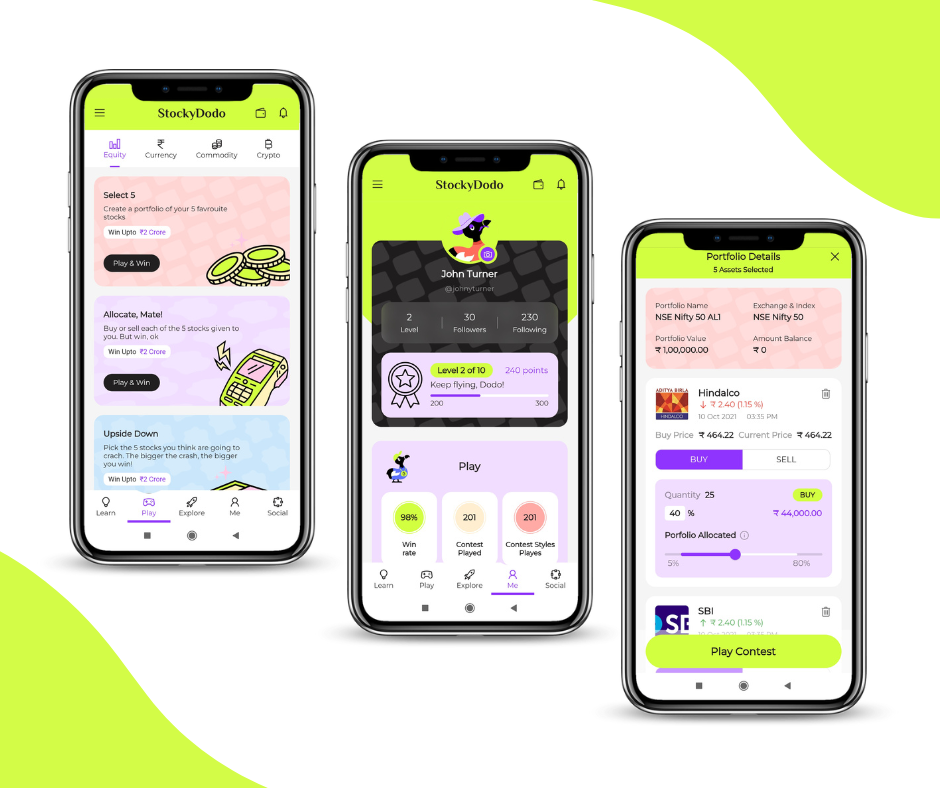 StockyDodo
Equity
Currency
Commodity
Crypto
Select 5
Create a portfolio of your 5 favrouite
stocks
Win Upto ₹2 Crore
Play & Win
Allocate, Mate!
Buy or sell each of the 5 stocks given to
you. But win, ok
Win Upto ₹2 Crore
Play & Win
Upside Down
Pick the 5 stocks you think are going to
crach. The bigger the crash, the bigger
you win!
Win Upto ₹2 Crore
Learn
Play
Explore
Me
Social
StockyDodo
John Turner
@jonnyturner
2
Level
30
Followers
230
Following
Level 2 of 10
240 points
Keep flying, Dodo!
200
300
Play
98%
Win
rate
201
Contest
Played
201
Contest Styles
Playes
Learn
Play
Explore
Me
Social
Portfolio Details
5 Assets Selected
Portfolio Name
NSE Nifty 50 AL1
Exchange & Index
NSE Nifty 50
Portfolio Value
₹ 1,00,000.00
Amount Balance
₹ 0
ADITYA BIRLA
HINDALCO
Hindalco
↓ ₹ 2.40 (1.15 %)
10 Oct 2021 03:35 PM
Buy Price ₹ 464.22 Current Price ₹ 464.22
BUY
SELL
Quantity 25
BUY
40 %
₹ 44,000.00
Porfolio Allocated
5%
80%
SBI
SBI
↑ ₹ 2.40 (1.15 %)
10 Oct 2021 03:35 PM
Play Contest